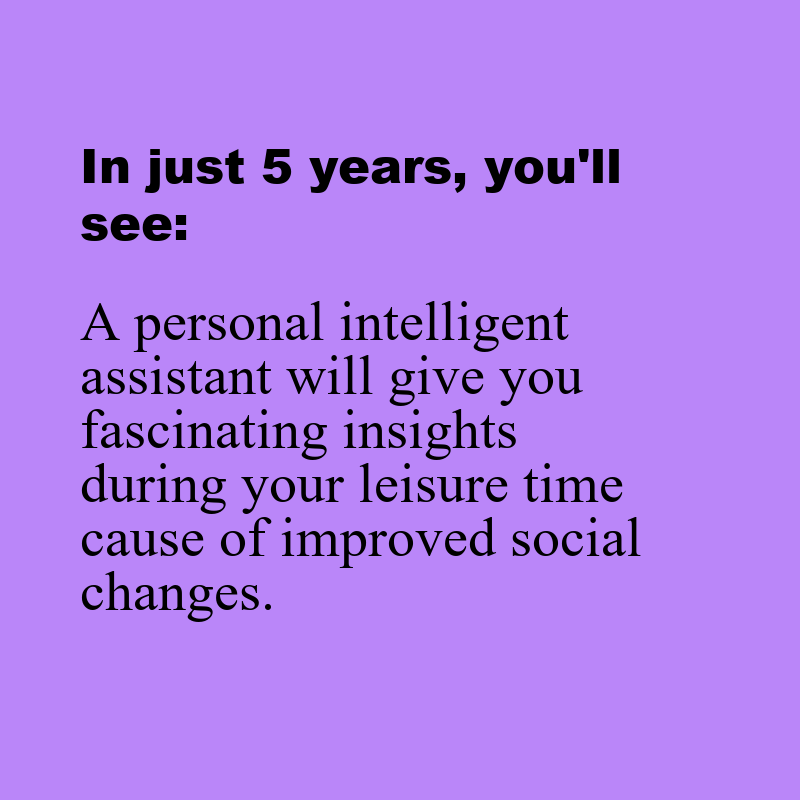 In just 5 years, you'll
see:
A personal intelligent
assistant will give you
fascinating insights
during your leisure time
cause of improved social
changes.